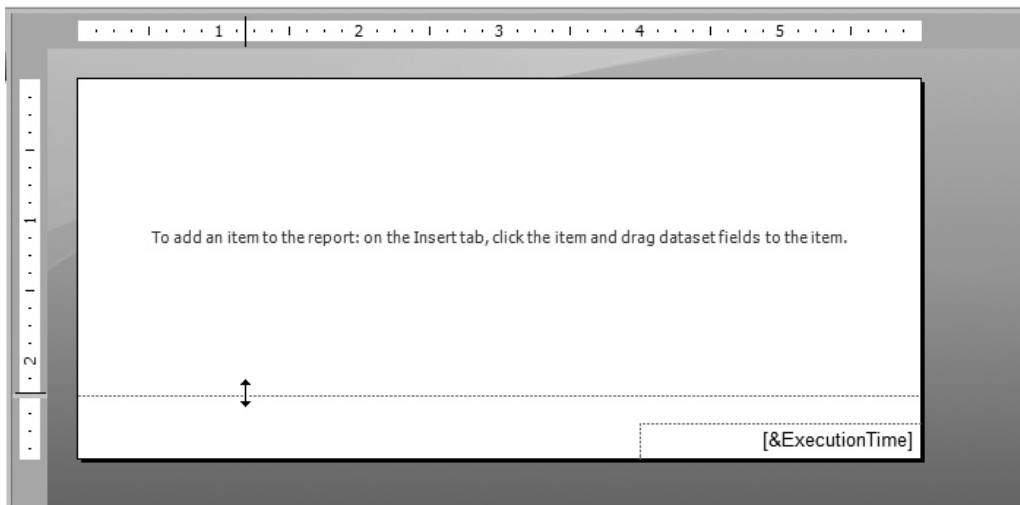 1 2 3 4 5
To add an item to the report: on the Insert tab, click the item and drag dataset fields to the item.
1
2
[&ExecutionTime]